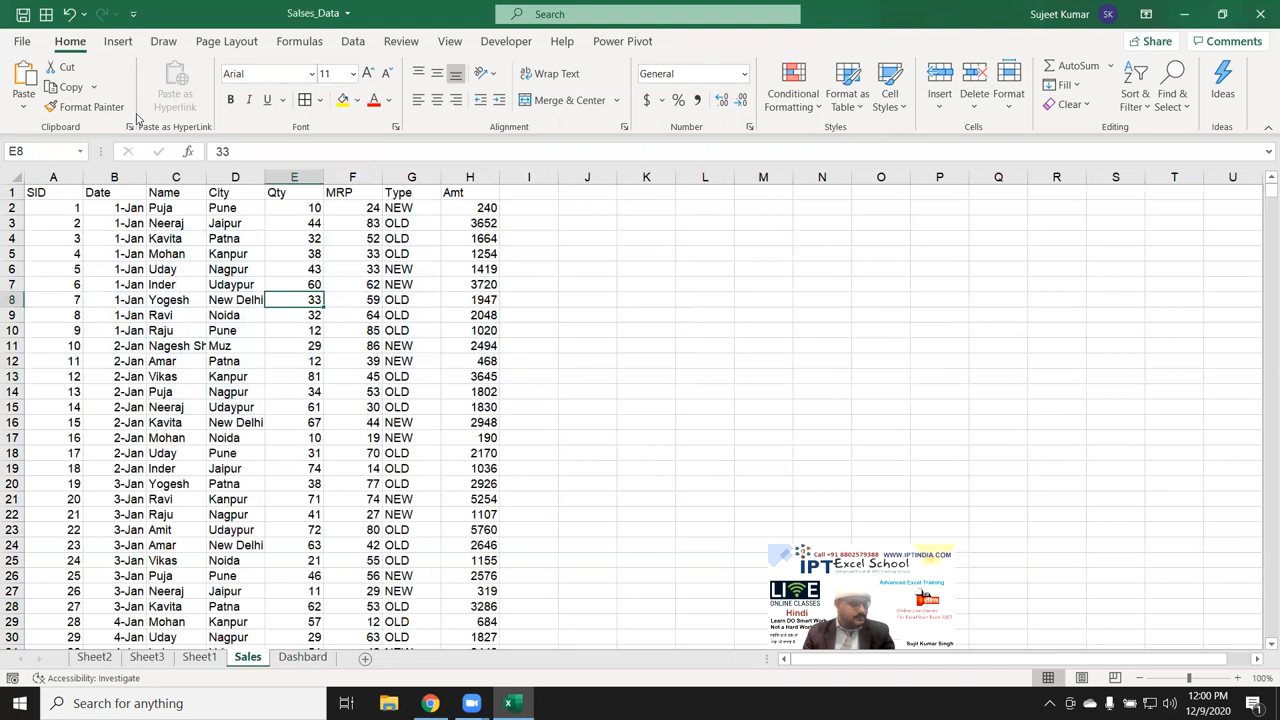 Salses_Data
Search
Sujeet Kumar
SK
File Home Insert Draw Page Layout Formulas Data Review View Developer Help Power Pivot
Share Comments
Paste
Cut
Copy
Format Painter
Clipboard
Paste as
Hyperlink
Paste as HyperLink
Arial 11
B I U
Font
Wrap Text
Merge & Center
Alignment
General
$ %
Number
Conditional
Formatting
Format as
Table
Cell
Styles
Styles
Insert Delete Format
Cells
AutoSum
Fill
Clear
Sort &
Filter
Find &
Select
Editing
Ideas
Ideas
E8 fx 33
A B C D E F G H I J K L M N O P Q R S T U
1 SID Date Name City Qty MRP Type Amt
2 1 1-Jan Puja Pune 10 24 NEW 240
3 2 1-Jan Neeraj Jaipur 44 83 OLD 3652
4 3 1-Jan Kavita Patna 32 52 OLD 1664
5 4 1-Jan Mohan Kanpur 38 33 OLD 1254
6 5 1-Jan Uday Nagpur 43 33 NEW 1419
7 6 1-Jan Inder Udaypur 60 62 NEW 3720
8 7 1-Jan Yogesh New Delhi 33 59 OLD 1947
9 8 1-Jan Ravi Noida 32 64 OLD 2048
10 9 1-Jan Raju Pune 12 85 OLD 1020
11 10 2-Jan Nagesh Sh Muz 29 86 NEW 2494
12 11 2-Jan Amar Patna 12 39 NEW 468
13 12 2-Jan Vikas Kanpur 81 45 OLD 3645
14 13 2-Jan Puja Nagpur 34 53 OLD 1802
15 14 2-Jan Neeraj Udaypur 61 30 OLD 1830
16 15 2-Jan Kavita New Delhi 67 44 NEW 2948
17 16 2-Jan Mohan Noida 10 19 NEW 190
18 17 2-Jan Uday Pune 31 70 OLD 2170
19 18 2-Jan Inder Jaipur 74 14 OLD 1036
20 19 3-Jan Yogesh Patna 38 77 OLD 2926
21 20 3-Jan Ravi Kanpur 71 74 NEW 5254
22 21 3-Jan Raju Nagpur 41 27 NEW 1107
23 22 3-Jan Amit Udaypur 72 80 OLD 5760
24 23 3-Jan Amar New Delhi 63 42 OLD 2646
25 24 3-Jan Vikas Noida 21 55 OLD 1155
26 25 3-Jan Puja Pune 46 56 NEW 2576
27 26 3-Jan Neeraj Jaipur 11 29 NEW 319
28 27 3-Jan Kavita Patna 62 53 OLD 3286
29 28 4-Jan Mohan Kanpur 57 12 OLD 684
30 29 4-Jan Uday Nagpur 29 63 OLD 1827
Call +91 8802579388 WWW.IPTINDIA.COM
IPT Excel School
LIVE
ONLINE CLASSES
Hindi
Learn DO Smart Work
Not a Hard Work
Advanced Excel Training
Sujit Kumar Singh
Sheet2 Sheet3 Sheet1 Sales Dashbard
Accessibility: Investigate
100%
Search for anything
12:00 PM
12/9/2020